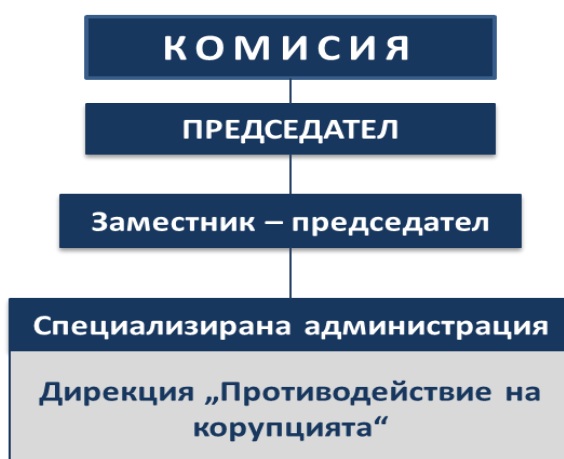 КОМИСИЯ
ПРЕДСЕДАТЕЛ
Заместник – председател
Специализирана администрация
Дирекция „Противодействие на
корупцията“